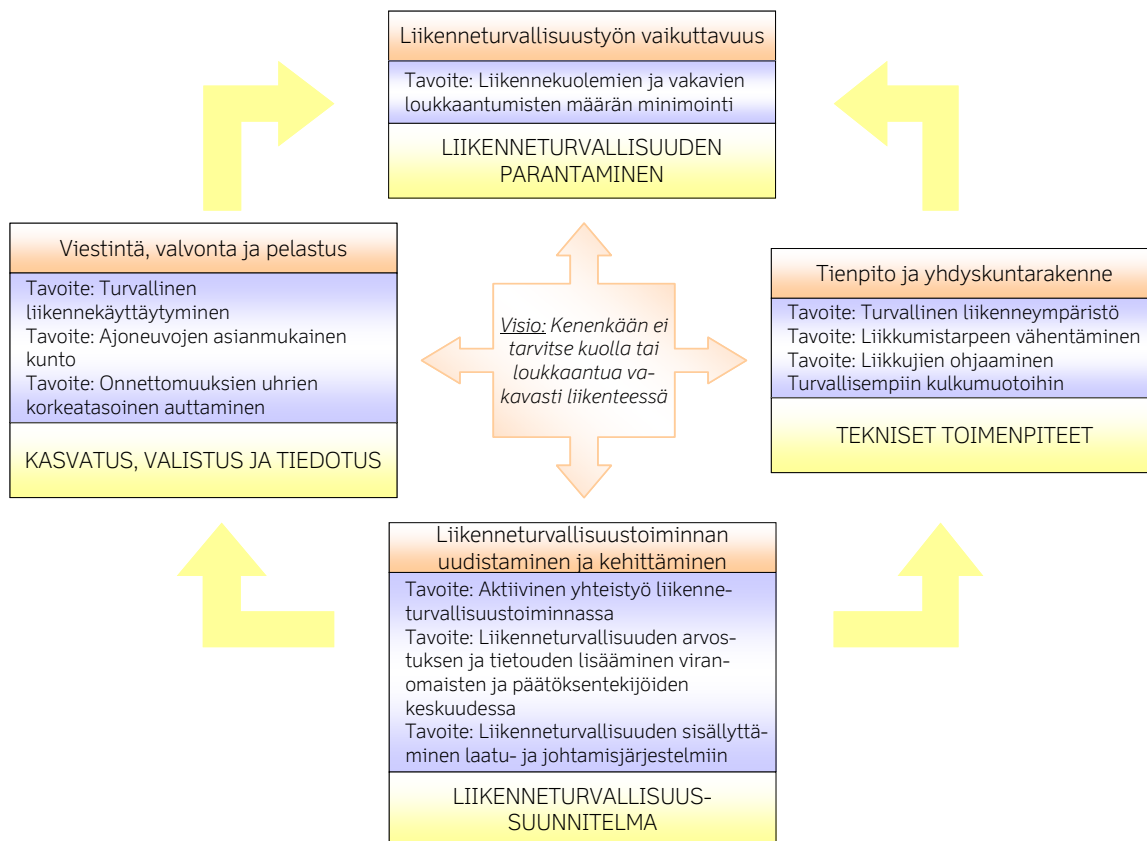 Liikenneturvallisuustyön vaikuttavuus
Tavoite: Liikennekuolemien ja vakavien
loukkaantumisten määrän minimointi
LIIKENNETURVALLISUUDEN
PARANTAMINEN
Viestintä, valvonta ja pelastus
Tavoite: Turvallinen
liikennekäyttäytyminen
Tavoite: Ajoneuvojen asianmukainen
kunto
Tavoite: Onnettomuuksien uhrien
korkeatasoinen auttaminen
KASVATUS, VALISTUS JA TIEDOTUS
Visio: Kenenkään ei
tarvitse kuolla tai
loukkaantua va-
kavasti liikenteessä
Tienpito ja yhdyskuntarakenne
Tavoite: Turvallinen liikenneympäristö
Tavoite: Liikkumistarpeen vähentäminen
Tavoite: Liikkujien ohjaaminen
Turvallisempiin kulkumuotoihin
TEKNISET TOIMENPITEET
Liikenneturvallisuustoiminnan
uudistaminen ja kehittäminen
Tavoite: Aktiivinen yhteistyö liikenne-
turvallisuustoiminnassa
Tavoite: Liikenneturvallisuuden arvos-
tuksen ja tietouden lisääminen viran-
omaisten ja päätöksentekijöiden
keskuudessa
Tavoite: Liikenneturvallisuuden sisällyttä-
minen laatu- ja johtamisjärjestelmiin
LIIKENNETURVALLISUUS-
SUUNNITELMA